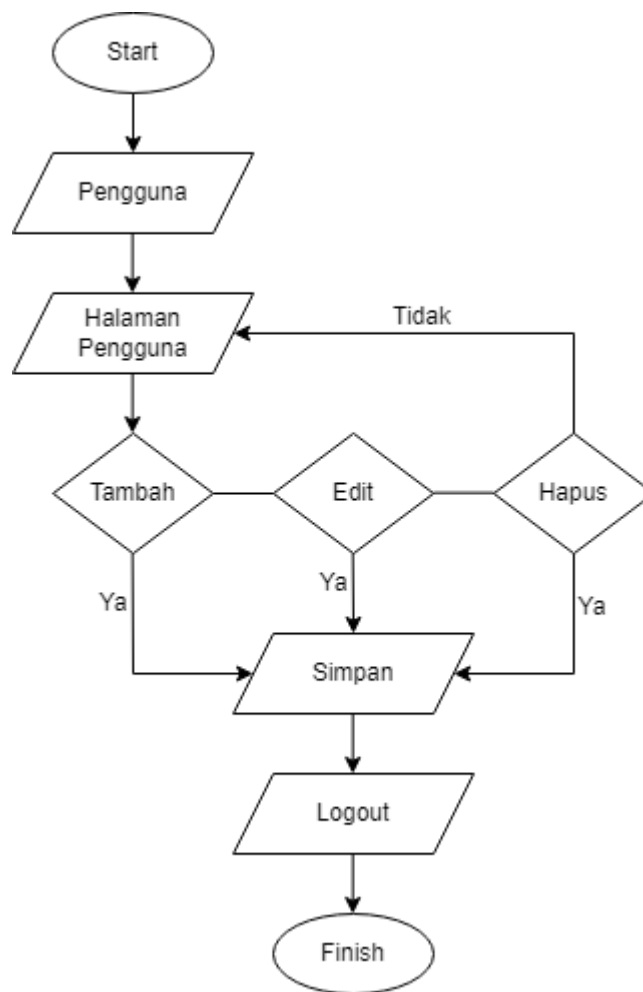 Start
Pengguna
Halaman
Pengguna
Tidak
Tambah
Edit
Hapus
Ya
Ya
Ya
Simpan
Logout
Finish